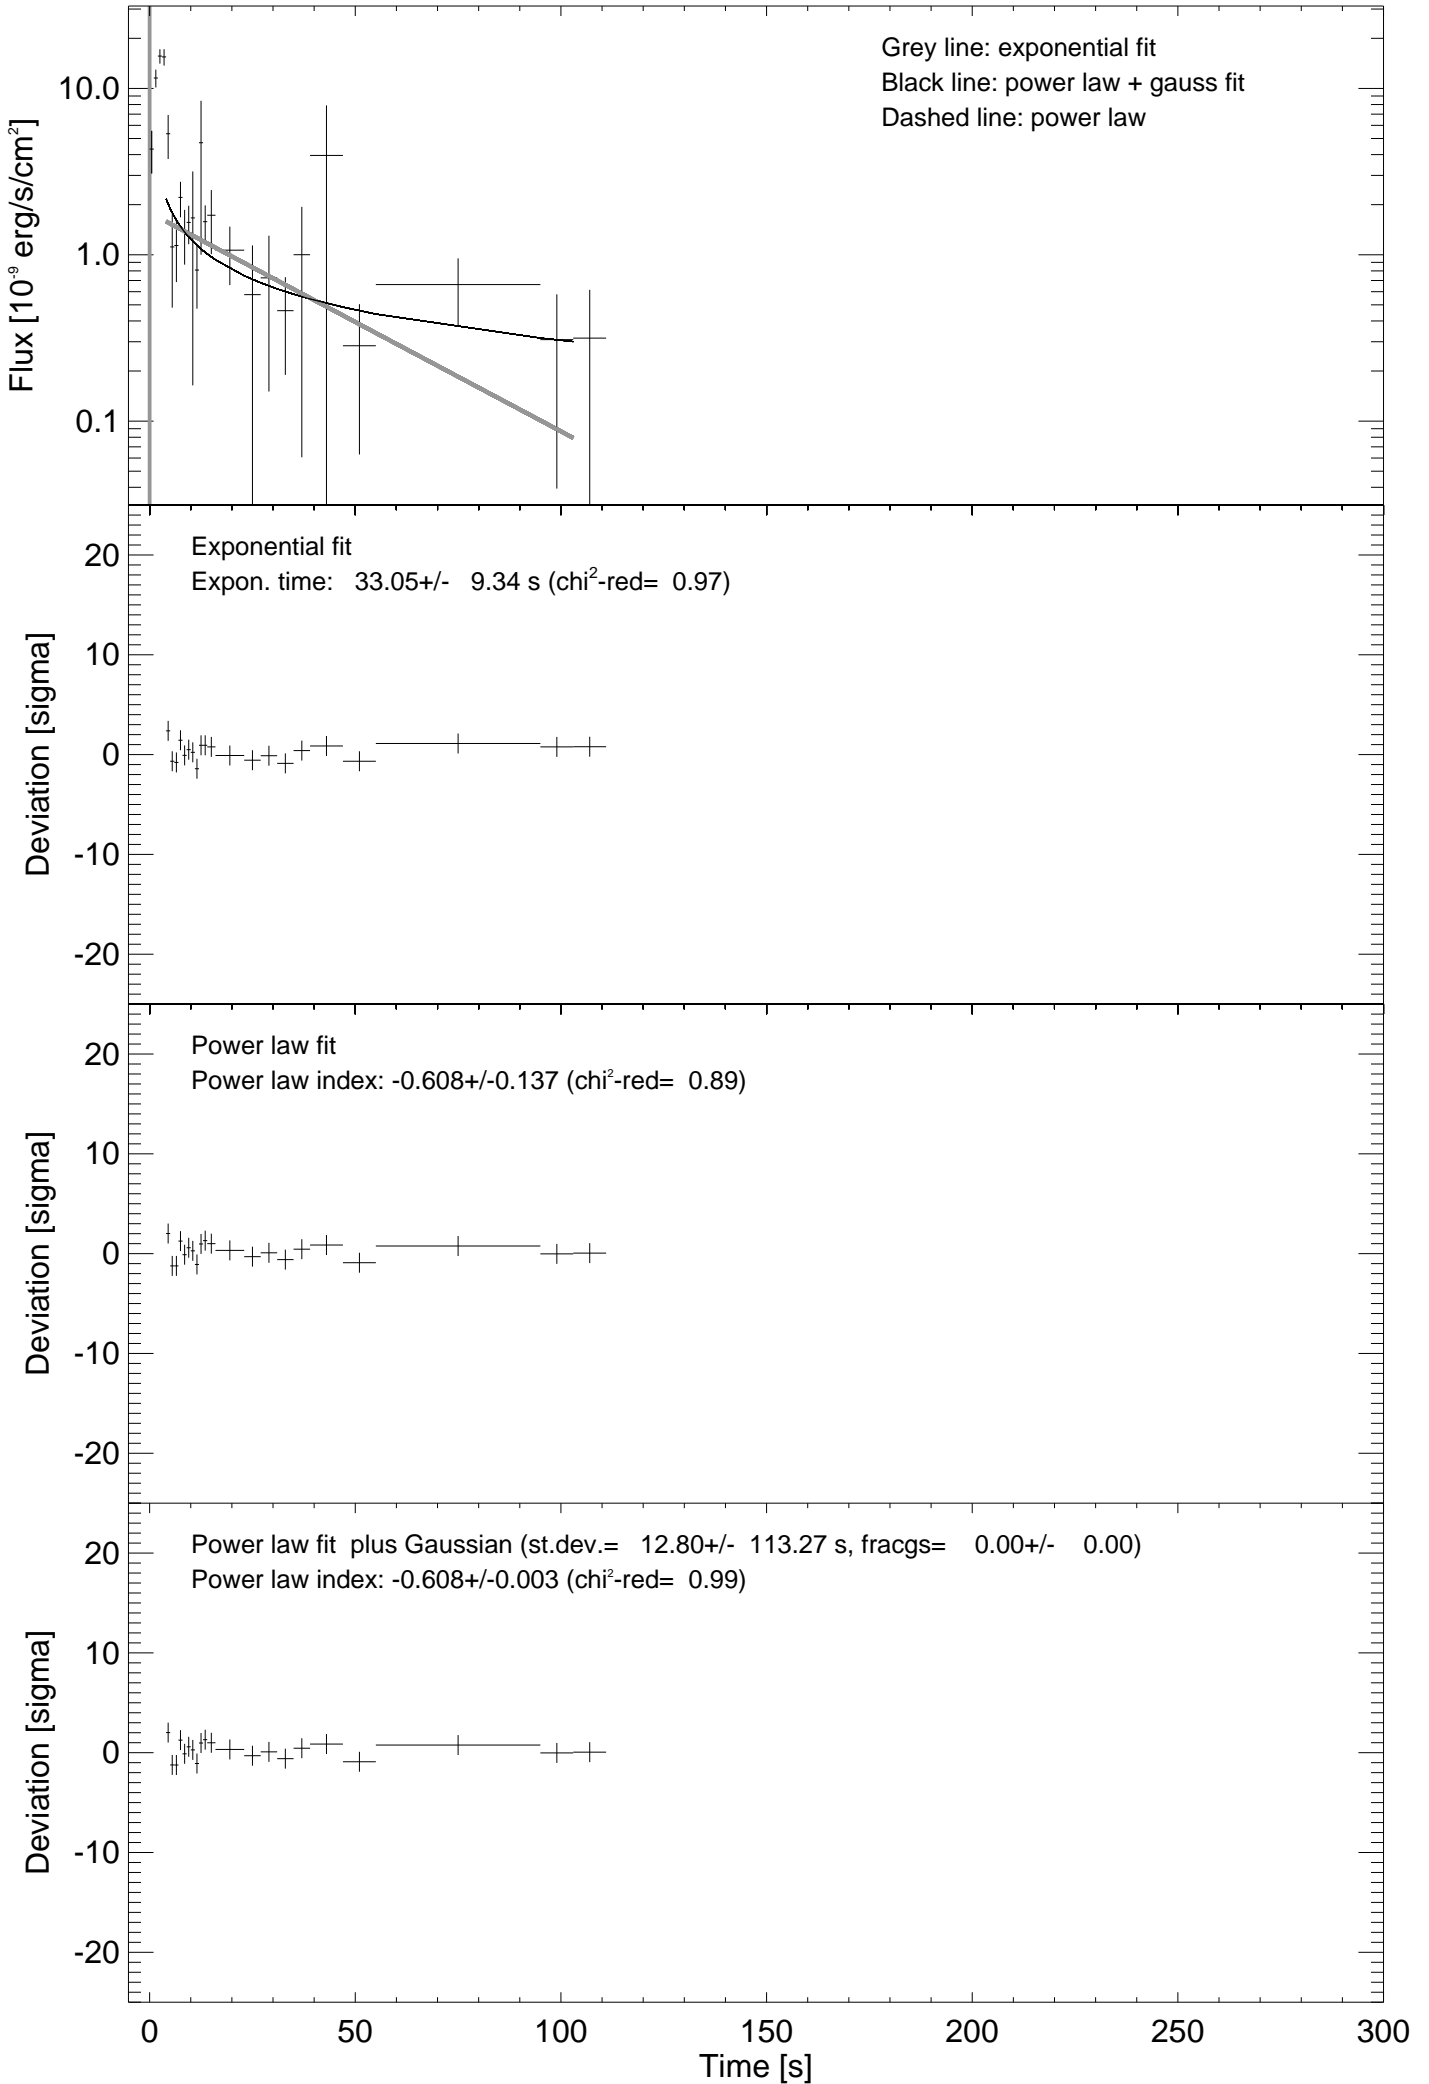 Grey line: exponential fit
Black line: power law + gauss fit
Dashed line: power law
10.0
1.0
0.1
Flux [10⁻⁹ erg/s/cm²]
Exponential fit
Expon. time: 33.05+/- 9.34 s (chi²-red= 0.97)
20
10
0
-10
-20
Deviation [sigma]
Power law fit
Power law index: -0.608+/-0.137 (chi²-red= 0.89)
20
10
0
-10
-20
Deviation [sigma]
Power law fit plus Gaussian (st.dev.= 12.80+/- 113.27 s, fracgs= 0.00+/- 0.00)
Power law index: -0.608+/-0.003 (chi²-red= 0.99)
20
10
0
-10
-20
Deviation [sigma]
0 50 100 150 200 250 300
Time [s]